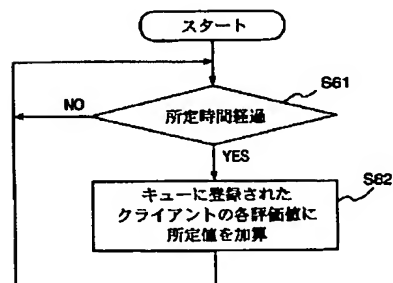 スタート
S61
NO
所定時間経過
YES
S62
キューに登録された
クライアントの各評価値に
所定値を加算